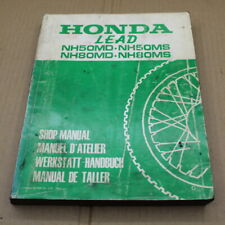 HONDA
LEAD
NH50MD·NH50MS
NH80MD·NH80MS
SHOP MANUAL
MANUEL D'ATELIER
WERKSTATT-HANDBUCH
MANUAL DE TALLER